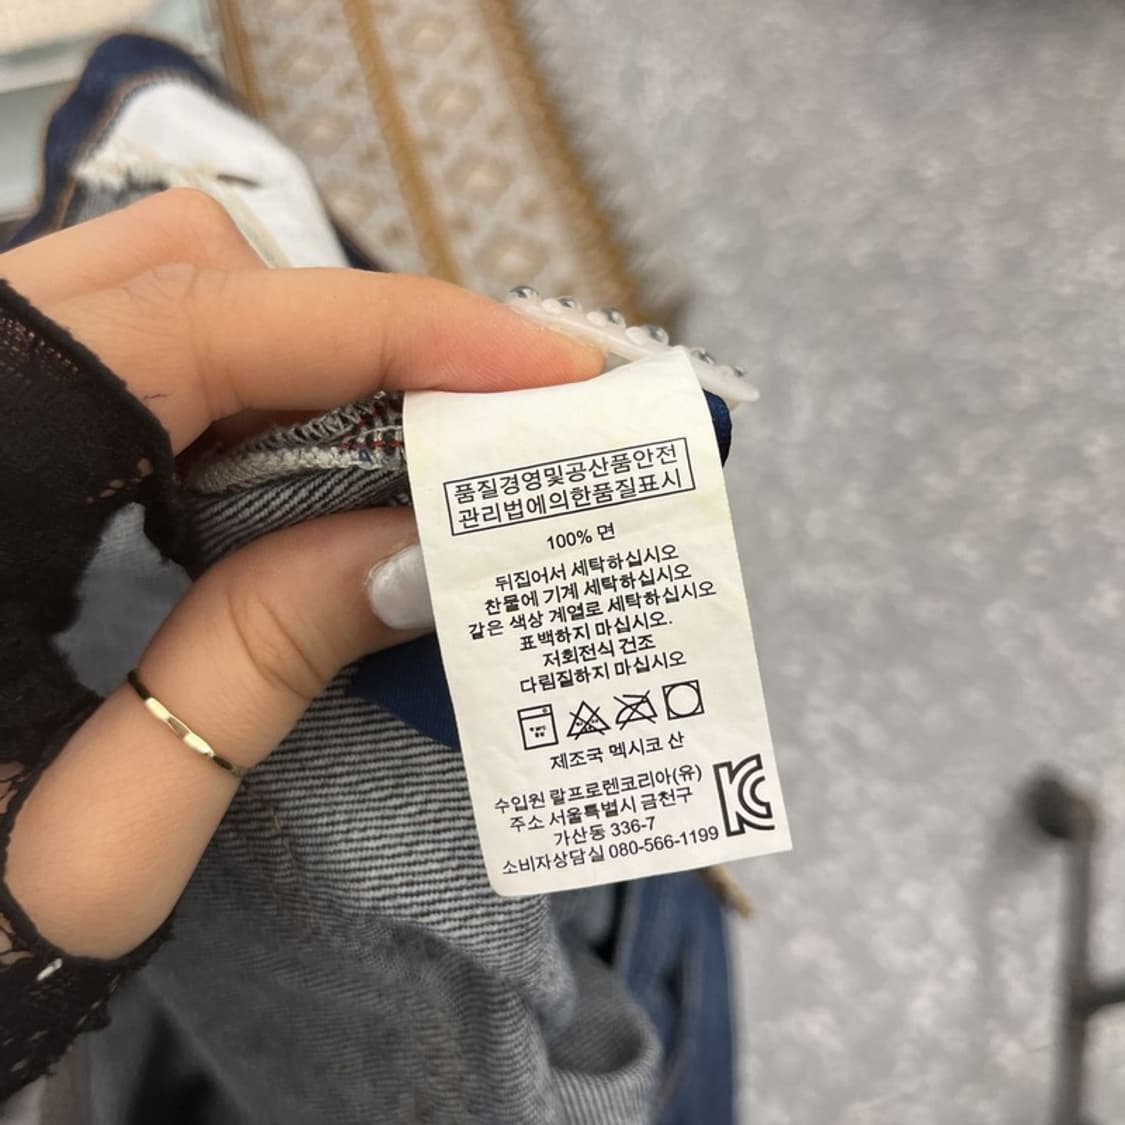 품질경영및공산품안전
관리법에의한품질표시
100% 면
뒤집어서 세탁하십시오
찬물에 기계 세탁하십시오
같은 색상 계열로 세탁하십시오
표백하지 마십시오.
저회전식 건조
다림질하지 마십시오
제조국 멕시코 산
수입원 랄프로렌코리아(유)
주소 서울특별시 금천구
가산동 336-7
소비자상담실 080-566-1199